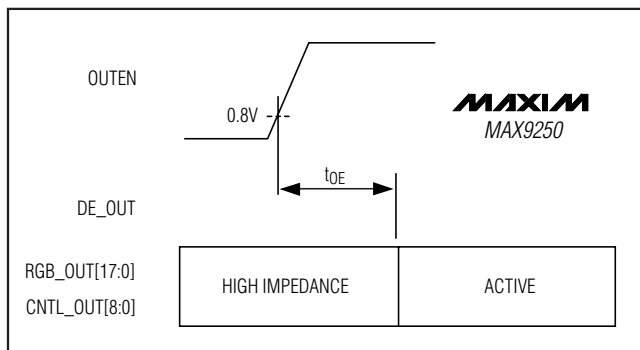 OUTEN
0.8V
MAXIM
MAX9250
tOE
DE_OUT
RGB_OUT[17:0]
CNTL_OUT[8:0]
HIGH IMPEDANCE
ACTIVE